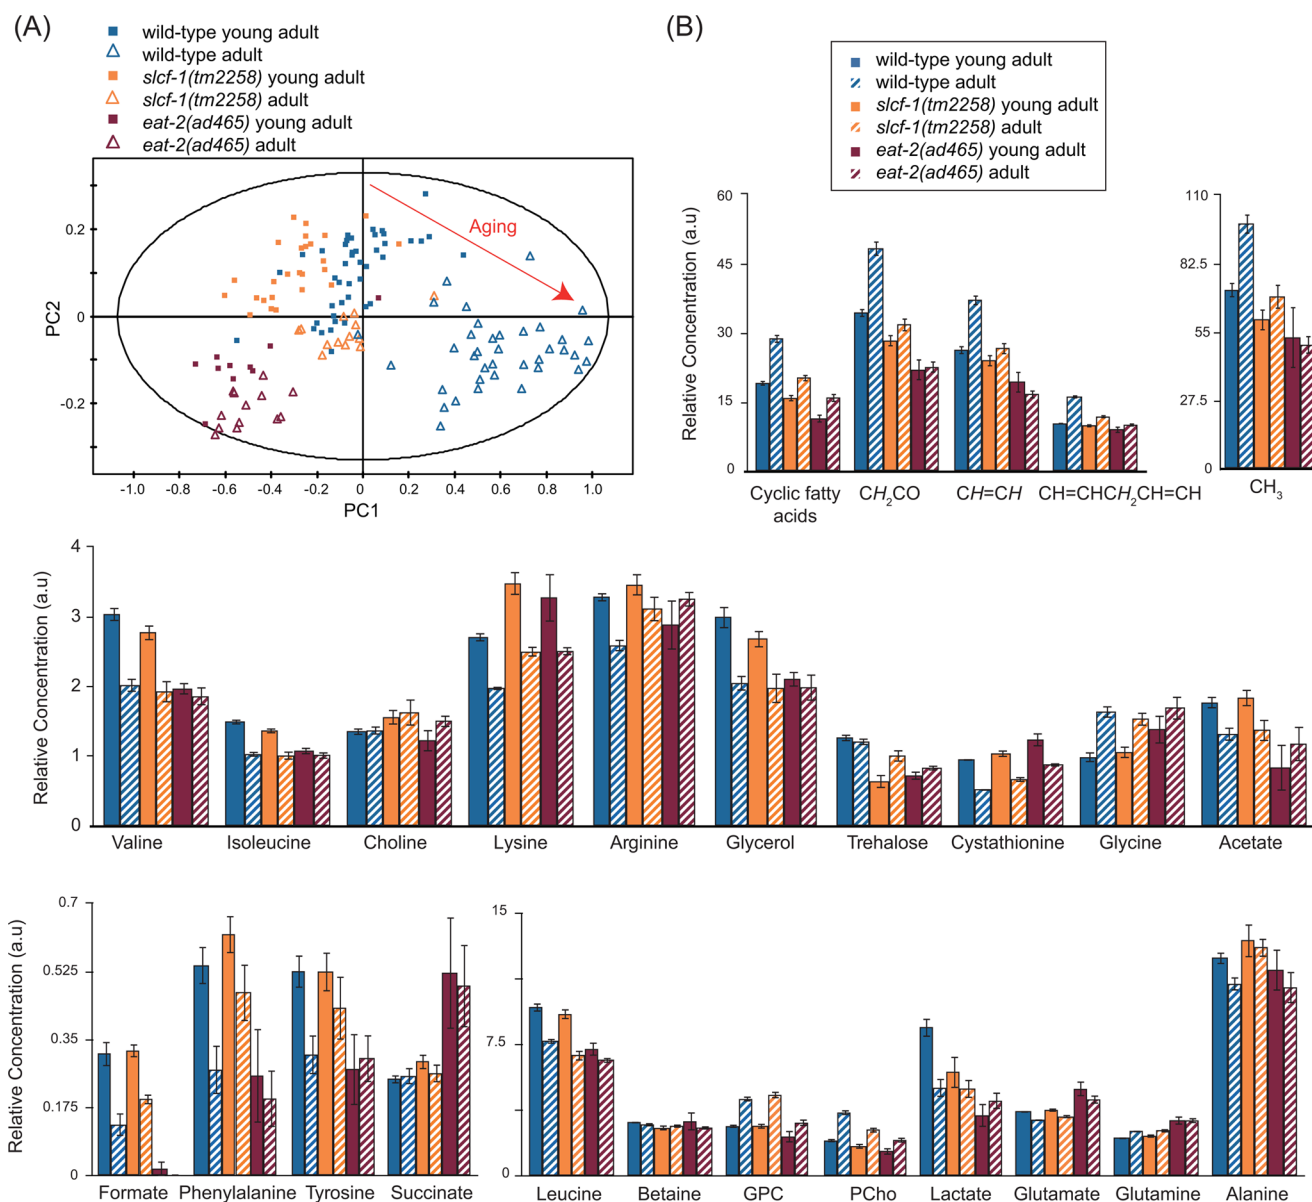 (A)
wild-type young adult
wild-type adult
slcf-1(tm2258) young adult
slcf-1(tm2258) adult
eat-2(ad465) young adult
eat-2(ad465) adult
Aging
PC2
0.2
0
-0.2
-1.0 -0.8 -0.6 -0.4 -0.2 0 0.2 0.4 0.6 0.8 1.0
PC1
(B)
wild-type young adult
wild-type adult
slcf-1(tm2258) young adult
slcf-1(tm2258) adult
eat-2(ad465) young adult
eat-2(ad465) adult
Relative Concentration (a.u)
60
45
30
15
0
Cyclic fatty acids CH2CO CH=CH CH=CHCH2CH=CH
110
82.5
55
27.5
0
CH3
Relative Concentration (a.u)
4
3
2
1
0
Valine Isoleucine Choline Lysine Arginine Glycerol Trehalose Cystathionine Glycine Acetate
Relative Concentration (a.u)
0.7
0.525
0.35
0.175
0
Formate Phenylalanine Tyrosine Succinate
15
7.5
0
Leucine Betaine GPC PCho Lactate Glutamate Glutamine Alanine